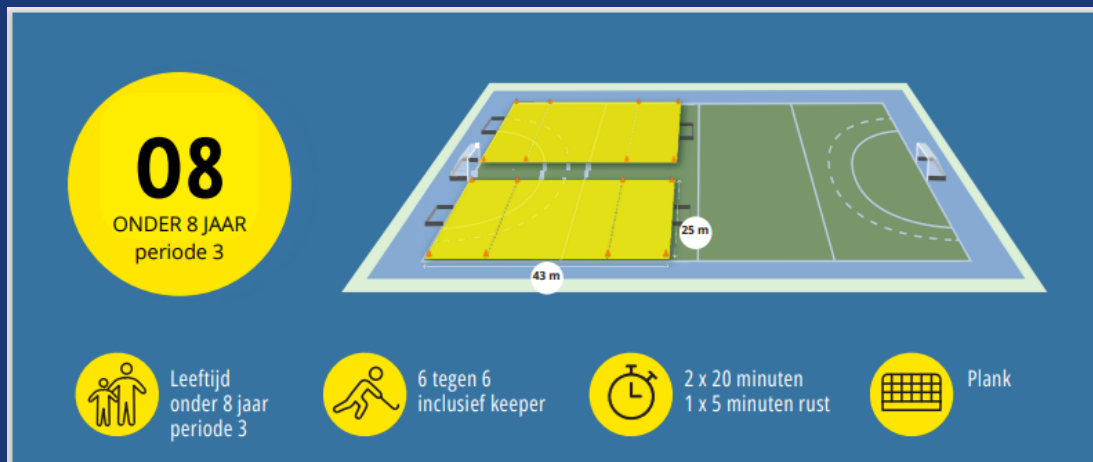 O8
ONDER 8 JAAR
periode 3
25 m
43 m
Leeftijd
onder 8 jaar
periode 3
6 tegen 6
inclusief keeper
2 x 20 minuten
1 x 5 minuten rust
Plank